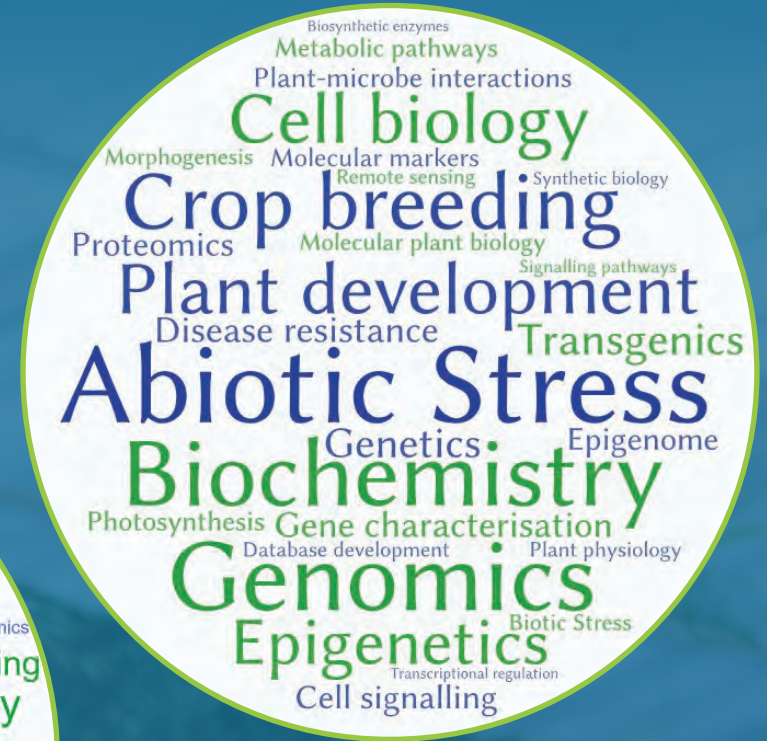 Biosynthetic enzymes
Metabolic pathways
Plant-microbe interactions
Cell biology
Morphogenesis Molecular markers
Remote sensing Synthetic biology
Crop breeding
Proteomics Molecular plant biology
Signalling pathways
Plant development
Disease resistance Transgenics
Abiotic Stress
Genetics Epigenome
Biochemistry
Photosynthesis Gene characterisation
Database development Plant physiology
Genomics
Biotic Stress
Epigenetics
Transcriptional regulation
Cell signalling